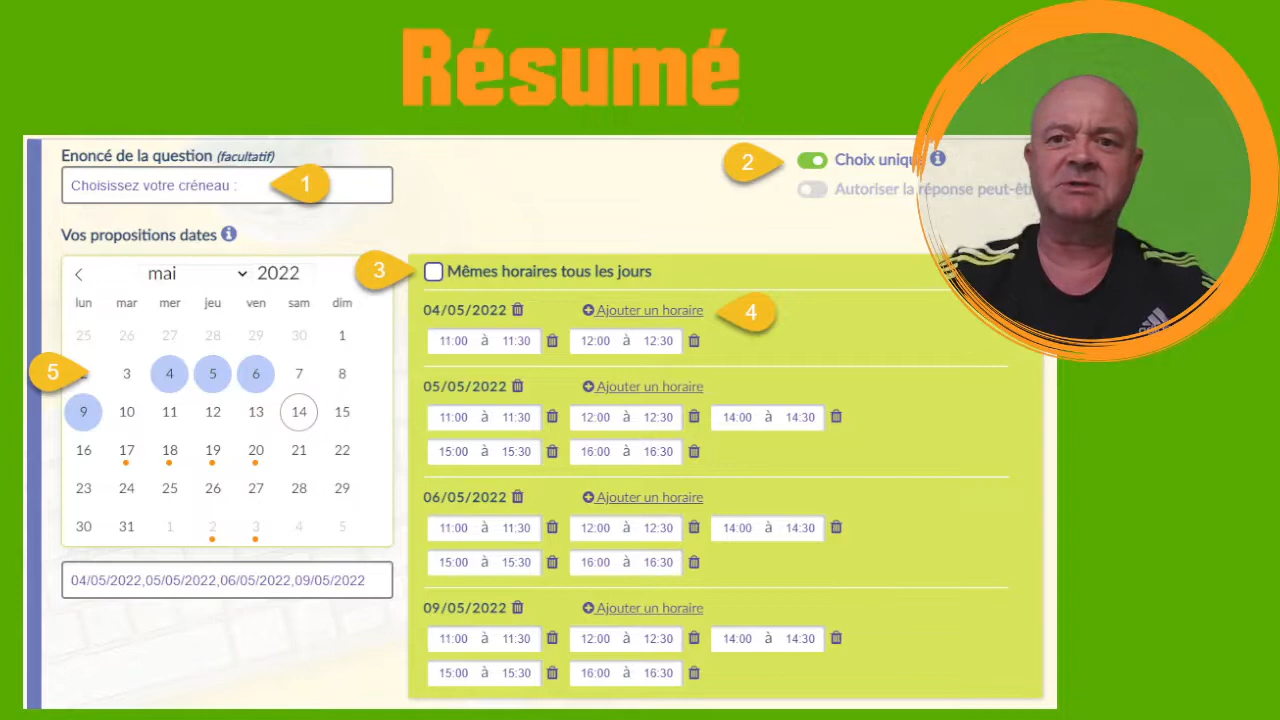 Résumé
Enoncé de la question (facultatif)
Choisissez votre créneau :
1
2
Choix unique
Autoriser la réponse peut-êt
Vos propositions dates
mai 2022
lun mar mer jeu ven sam dim
25 26 27 28 29 30 1
3 4 5 6 7 8
9 10 11 12 13 14 15
16 17 18 19 20 21 22
23 24 25 26 27 28 29
30 31 1 2 3 4 5
5
04/05/2022,05/05/2022,06/05/2022,09/05/2022
3
Mêmes horaires tous les jours
04/05/2022 Ajouter un horaire
4
11:00 à 11:30 12:00 à 12:30
05/05/2022 Ajouter un horaire
11:00 à 11:30 12:00 à 12:30 14:00 à 14:30
15:00 à 15:30 16:00 à 16:30
06/05/2022 Ajouter un horaire
11:00 à 11:30 12:00 à 12:30 14:00 à 14:30
15:00 à 15:30 16:00 à 16:30
09/05/2022 Ajouter un horaire
11:00 à 11:30 12:00 à 12:30 14:00 à 14:30
15:00 à 15:30 16:00 à 16:30